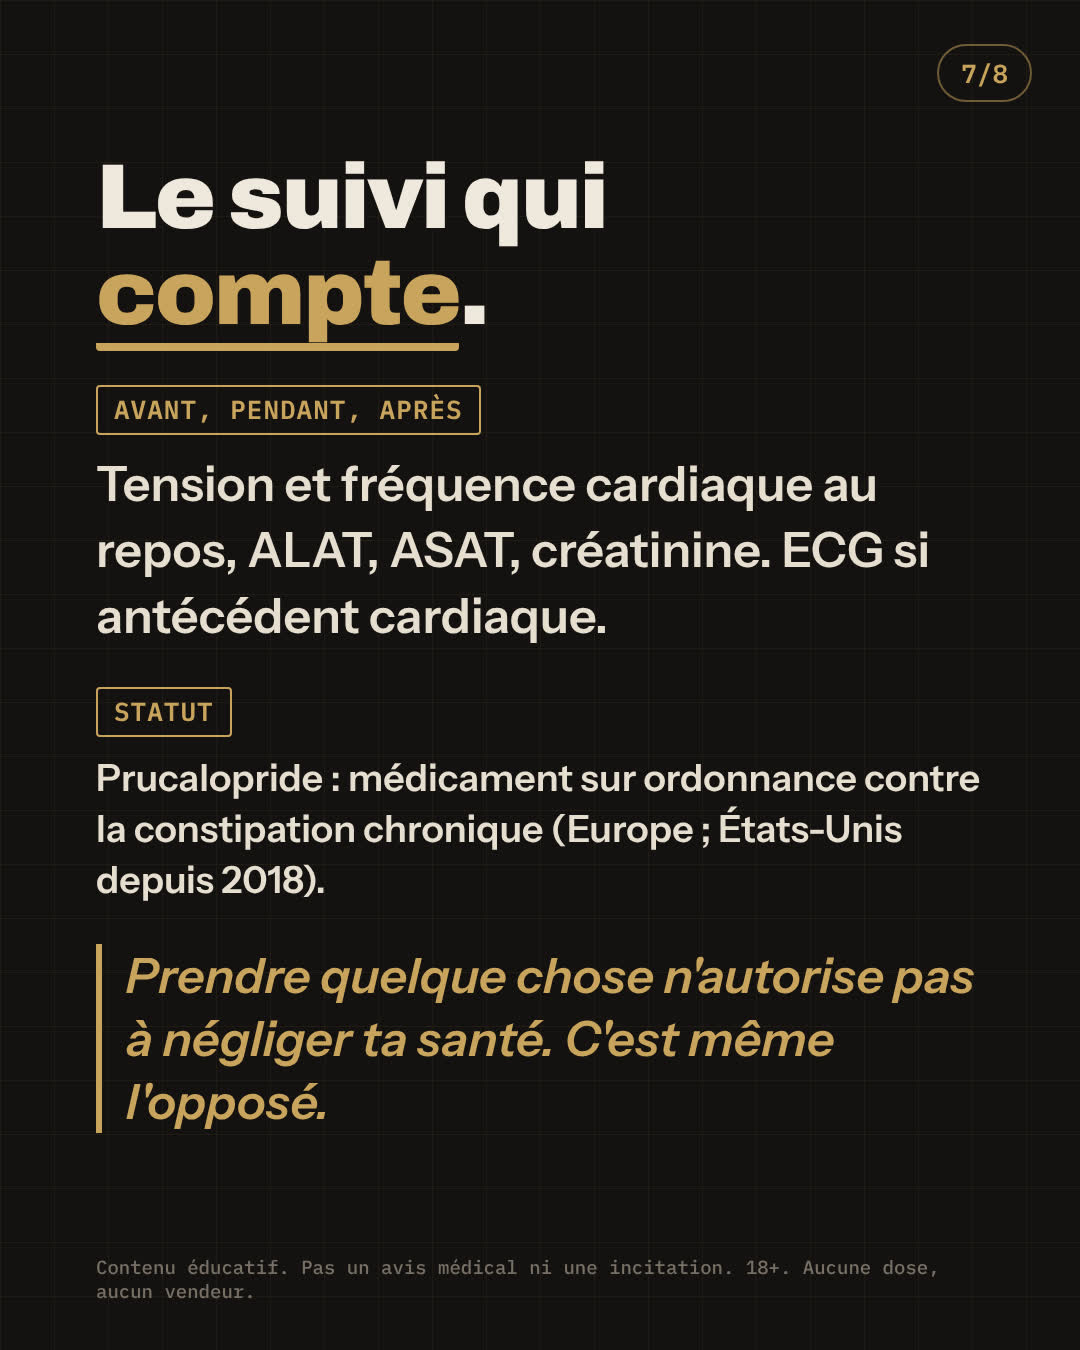 7/8
Le suivi qui
compte.
AVANT, PENDANT, APRÈS
Tension et fréquence cardiaque au
repos, ALAT, ASAT, créatinine. ECG si
antécédent cardiaque.
STATUT
Prucalopride : médicament sur ordonnance contre
la constipation chronique (Europe ; États-Unis
depuis 2018).
Prendre quelque chose n'autorise pas
à négliger ta santé. C'est même
l'opposé.
Contenu éducatif. Pas un avis médical ni une incitation. 18+. Aucune dose,
aucun vendeur.